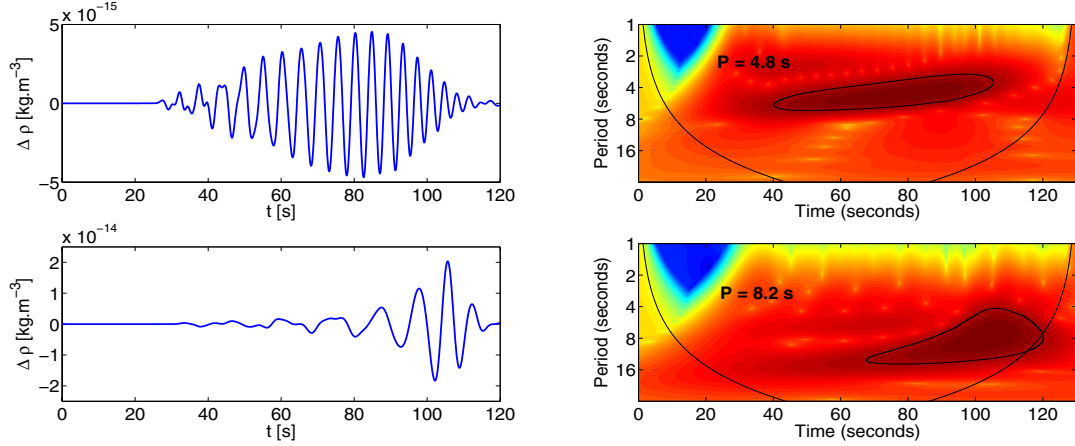 x 10⁻¹⁵
5
0
−5
Δ ρ [kg.m⁻³]
0 20 40 60 80 100 120
t [s]
1
2
4
8
16
Period (seconds)
P = 4.8 s
0 20 40 60 80 100 120
Time (seconds)
x 10⁻¹⁴
2
1
0
−1
−2
Δ ρ [kg.m⁻³]
0 20 40 60 80 100 120
t [s]
1
2
4
8
16
Period (seconds)
P = 8.2 s
0 20 40 60 80 100 120
Time (seconds)